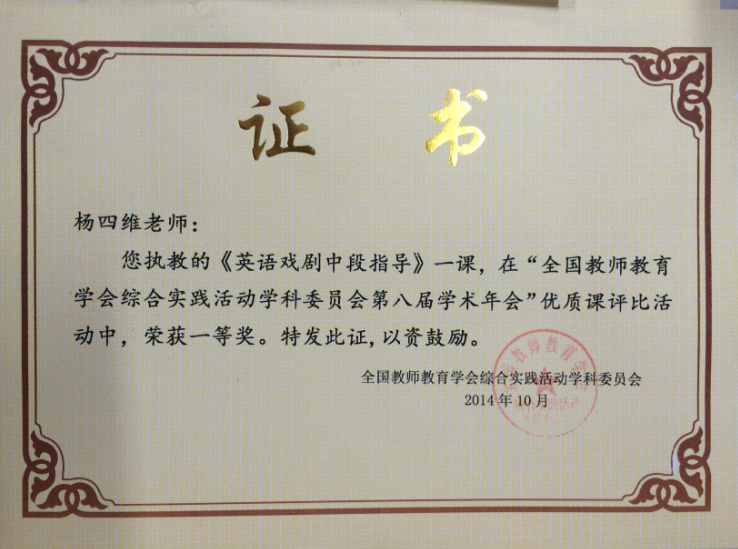 证书
杨四维老师：
您执教的《英语戏剧中段指导》一课，在“全国教师教育
学会综合实践活动学科委员会第八届学术年会”优质课评比活
动中，荣获一等奖。特发此证，以资鼓励。
全国教师教育学会综合实践活动学科委员会
2014年10月